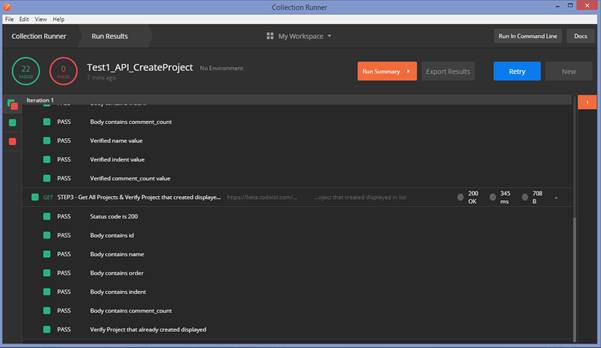 Collection Runner
File Edit View Help
Collection Runner Run Results My Workspace Run In Command Line Docs
22 PASSED 0 FAILED Test1_API_CreateProject No Environment
7 mins ago
Run Summary Export Results Retry New
Iteration 1 1
PASS Body contains indent
PASS Body contains comment_count
PASS Verified name value
PASS Verified indent value
PASS Verified comment_count value
GET STEP3 - Get All Projects & Verify Project that created displaye... https://beta.todoist.com/... ...oject that created displayed in list 200 OK 345 ms 708 B
PASS Status code is 200
PASS Body contains id
PASS Body contains name
PASS Body contains order
PASS Body contains indent
PASS Body contains comment_count
PASS Verify Project that already created displayed